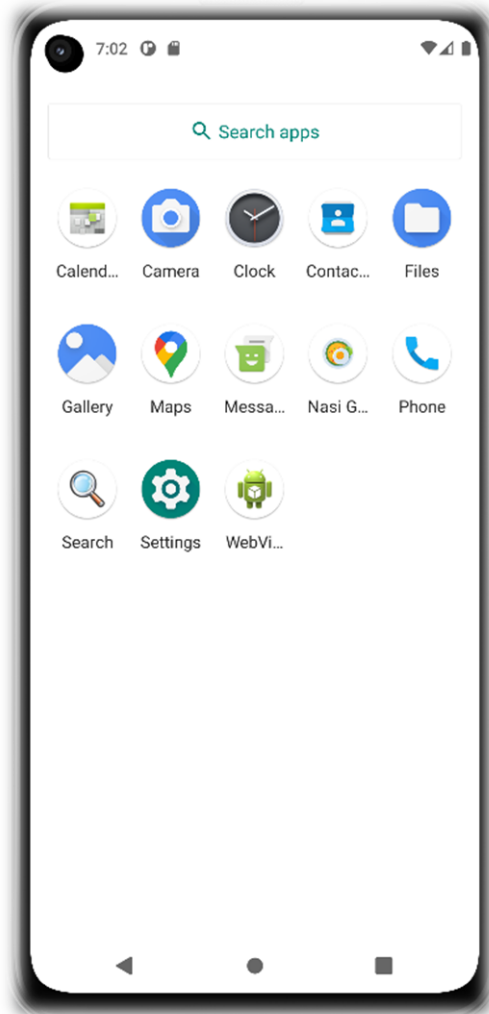 7:02
Search apps
Calend... Camera Clock Contac... Files
Gallery Maps Messa... Nasi G... Phone
Search Settings WebVi...